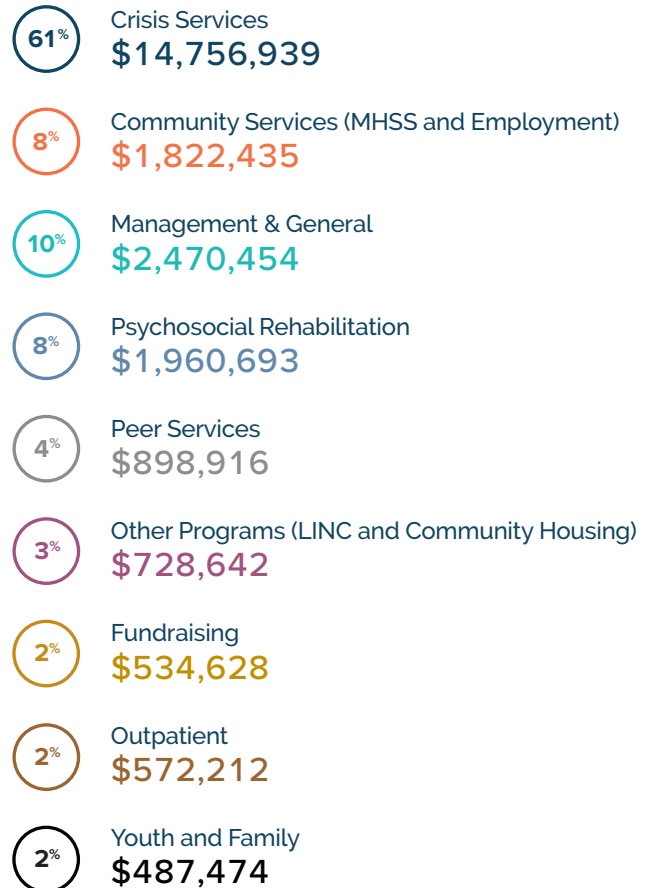 61%
Crisis Services
$14,756,939
8%
Community Services (MHSS and Employment)
$1,822,435
10%
Management & General
$2,470,454
8%
Psychosocial Rehabilitation
$1,960,693
4%
Peer Services
$898,916
3%
Other Programs (LINC and Community Housing)
$728,642
2%
Fundraising
$534,628
2%
Outpatient
$572,212
2%
Youth and Family
$487,474